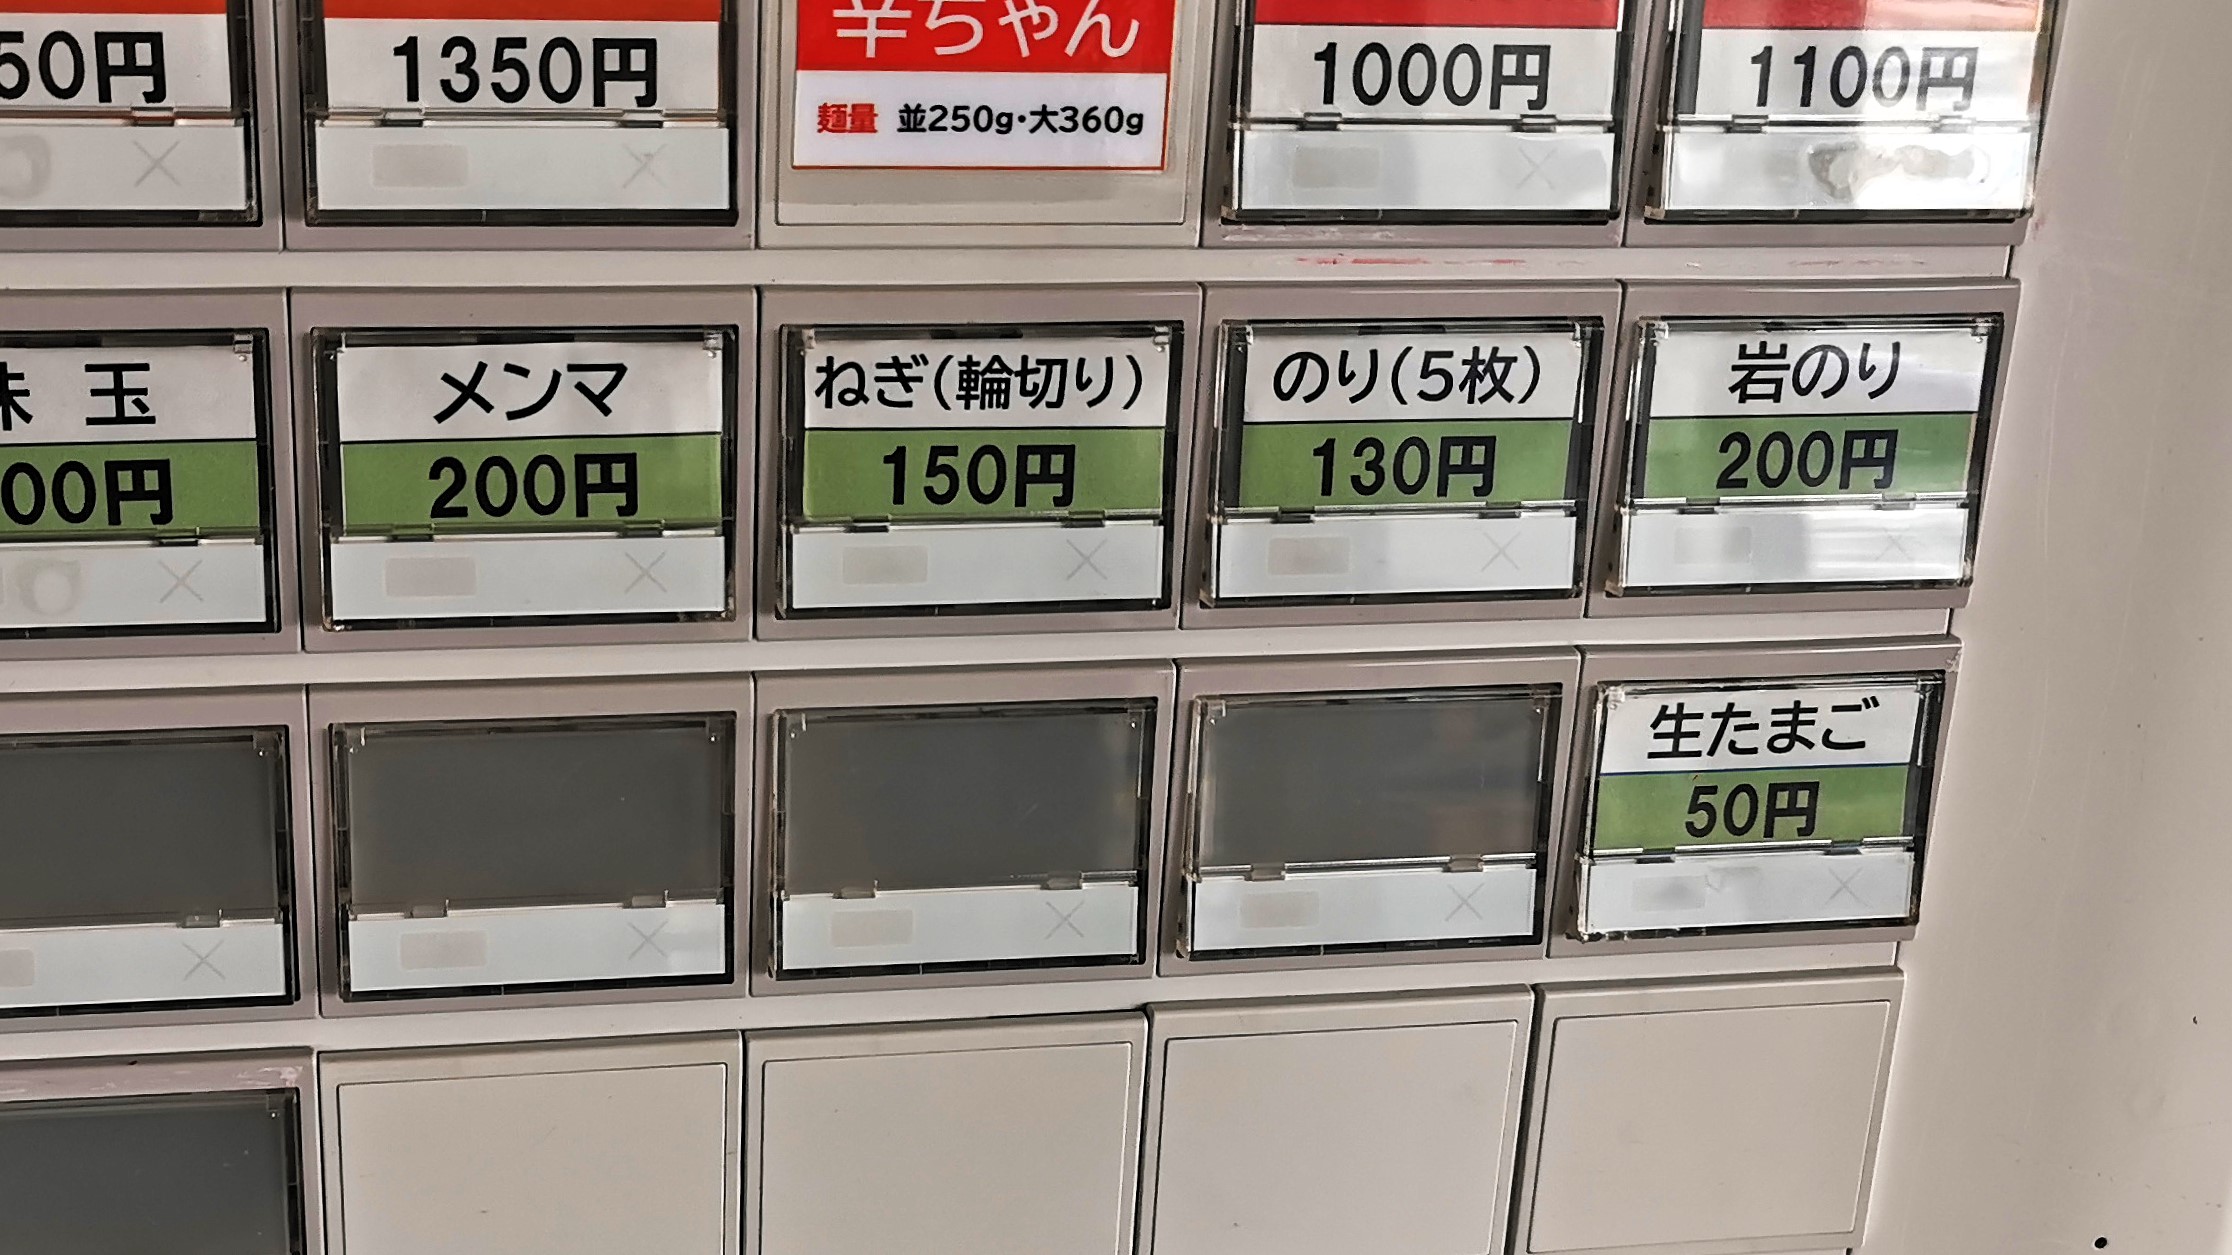 50円
1350円
辛ちゃん
麺量 並250g・大360g
1000円
1100円
味 玉
00円
メンマ
200円
ねぎ(輪切り)
150円
のり(5枚)
130円
岩のり
200円
生たまご
50円